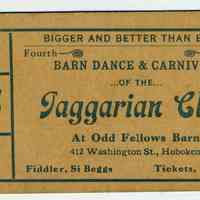 BIGGER AND BETTER THAN
Fourth
BARN DANCE & CARNIV
...OF THE...
Jaggarian Cl
At Odd Fellows Barn
412 Washington St., Hoboken
Fiddler, Si Beggs Tickets,